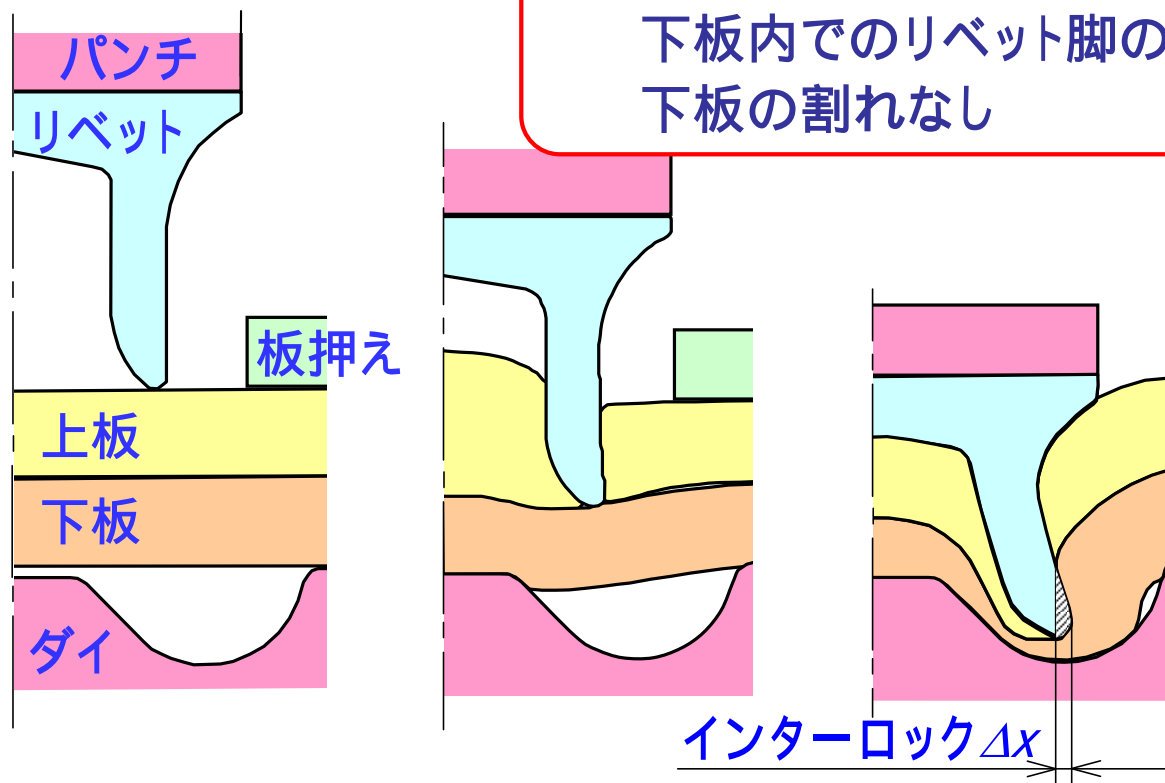 下板内でのリベット脚の
下板の割れなし
パンチ
リベット
板押え
上板
下板
ダイ
インターロックΔx